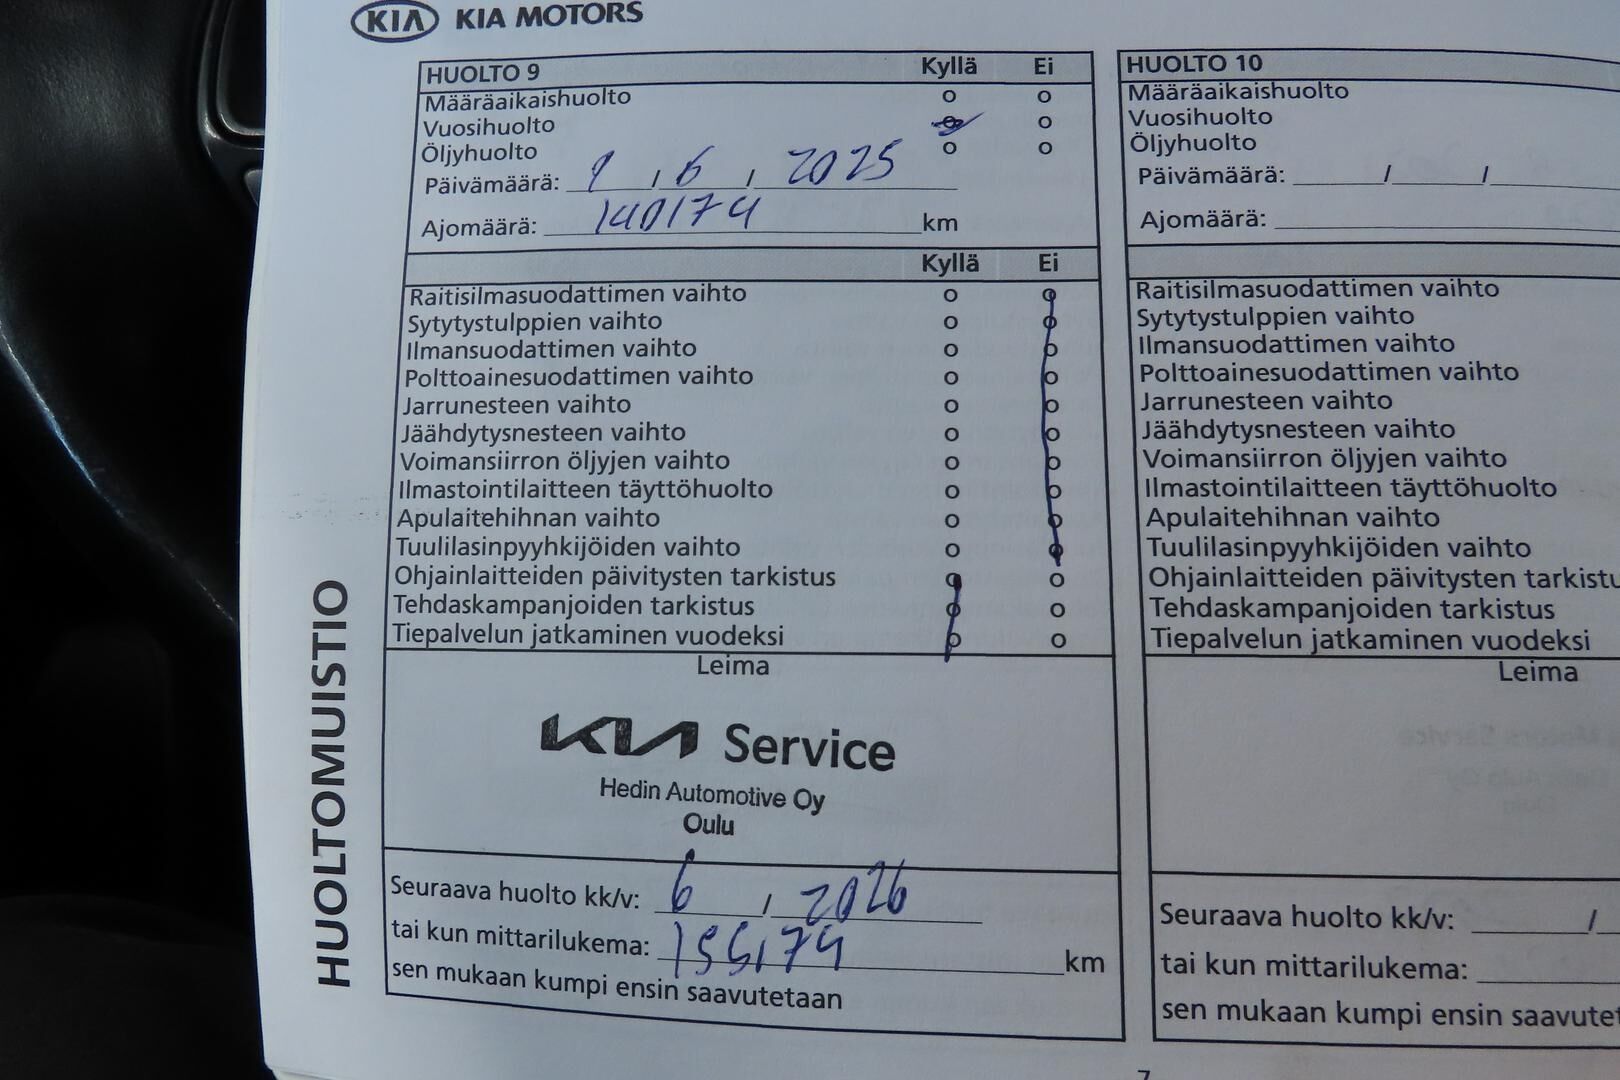 KIA KIA MOTORS
HUOLTO 9 Kyllä Ei
Määräaikaishuolto o o
Vuosihuolto o o
Öljyhuolto o o
Päivämäärä: 9 / 6 / 2025
Ajomäärä: 140174 km
Kyllä Ei
Raitisilmasuodattimen vaihto o o
Sytytystulppien vaihto o o
Ilmansuodattimen vaihto o o
Polttoainesuodattimen vaihto o o
Jarrunesteen vaihto o o
Jäähdytysnesteen vaihto o o
Voimansiirron öljyjen vaihto o o
Ilmastointilaitteen täyttöhuolto o o
Apulaitehihnan vaihto o o
Tuulilasinpyyhkijöiden vaihto o o
Ohjainlaitteiden päivitysten tarkistus o o
Tehdaskampanjoiden tarkistus o o
Tiepalvelun jatkaminen vuodeksi o o
Leima
KIA Service
Hedin Automotive Oy
Oulu
Seuraava huolto kk/v: 6 / 2026
tai kun mittarilukema: 155174 km
sen mukaan kumpi ensin saavutetaan
HUOLTOMUISTIO
HUOLTO 10
Määräaikaishuolto
Vuosihuolto
Öljyhuolto
Päivämäärä: / /
Ajomäärä:
Raitisilmasuodattimen vaihto
Sytytystulppien vaihto
Ilmansuodattimen vaihto
Polttoainesuodattimen vaihto
Jarrunesteen vaihto
Jäähdytysnesteen vaihto
Voimansiirron öljyjen vaihto
Ilmastointilaitteen täyttöhuolto
Apulaitehihnan vaihto
Tuulilasinpyyhkijöiden vaihto
Ohjainlaitteiden päivitysten tarkistu
Tehdaskampanjoiden tarkistus
Tiepalvelun jatkaminen vuodeksi
Leima
Seuraava huolto kk/v: /
tai kun mittarilukema:
sen mukaan kumpi ensin saavutet
7